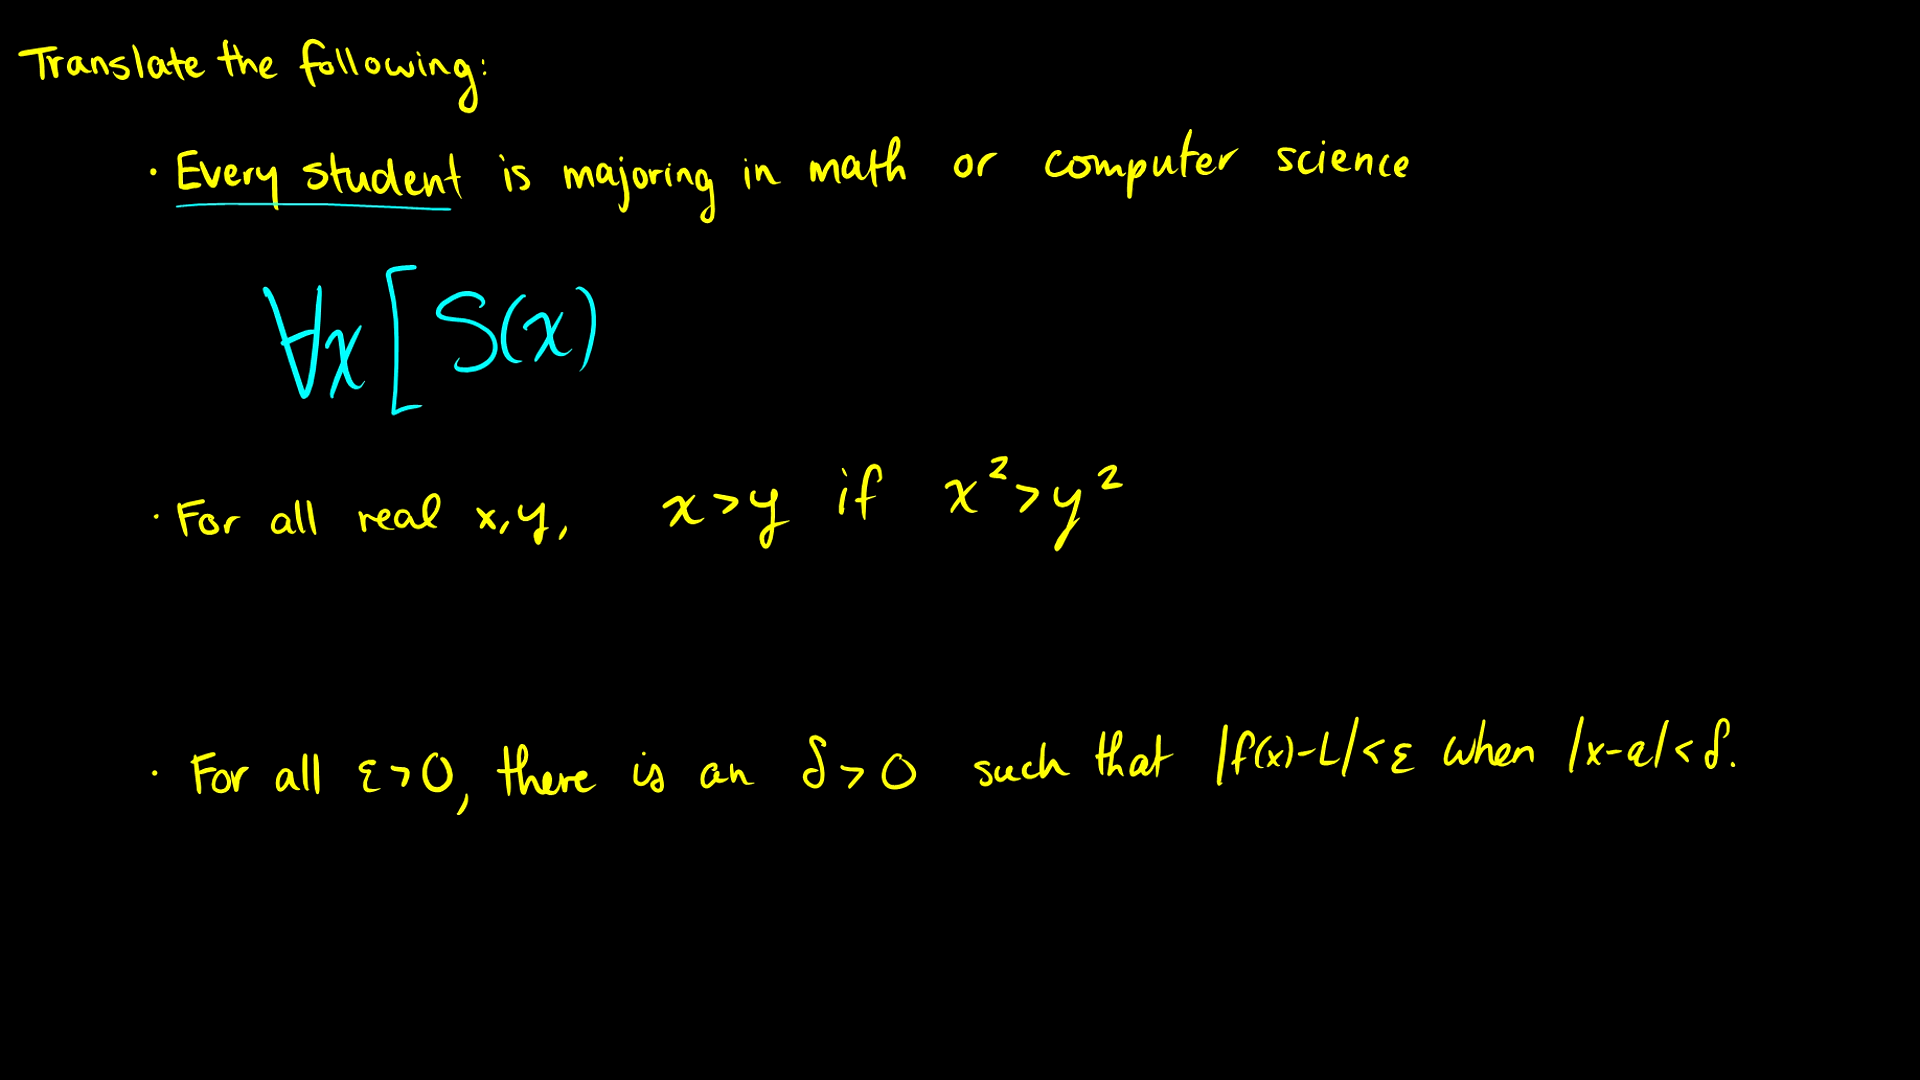 Translate the following:
· Every student is majoring in math or computer science
∀x [ S(x)
· For all real x, y, x > y if x² > y²
· For all ε > 0, there is an δ > 0 such that |f(x) - L| < ε when |x - a| < δ.